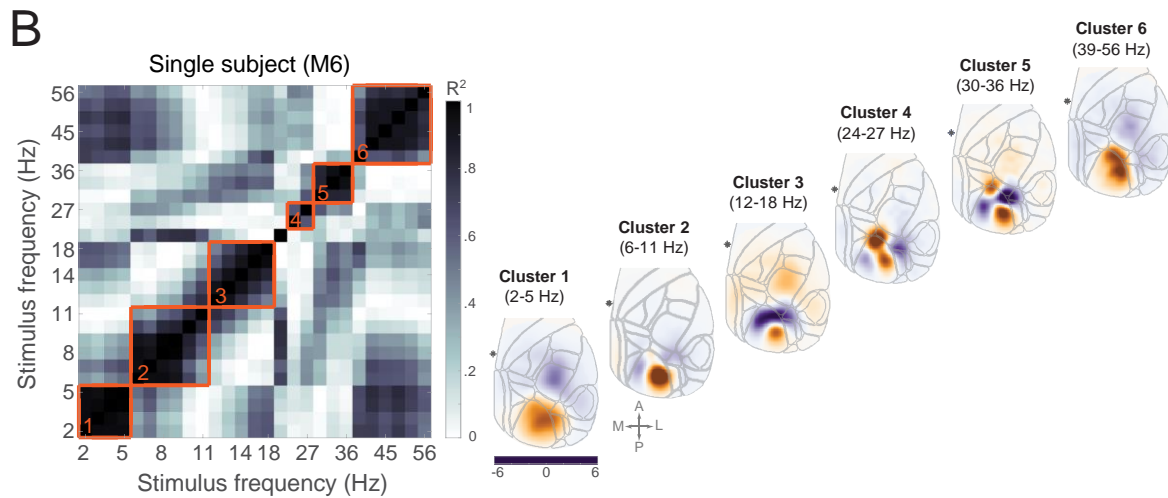 B
Single subject (M6)
R²
Stimulus frequency (Hz)
56
45
36
27
18
14
11
8
5
2
1
2
3
4
5
6
2 5 8 11 14 18 27 36 45 56
Stimulus frequency (Hz)
1
.8
.6
.4
.2
0
Cluster 1
(2-5 Hz)
Cluster 2
(6-11 Hz)
Cluster 3
(12-18 Hz)
Cluster 4
(24-27 Hz)
Cluster 5
(30-36 Hz)
Cluster 6
(39-56 Hz)
*
*
*
*
*
*
A
M L
P
-6 0 6